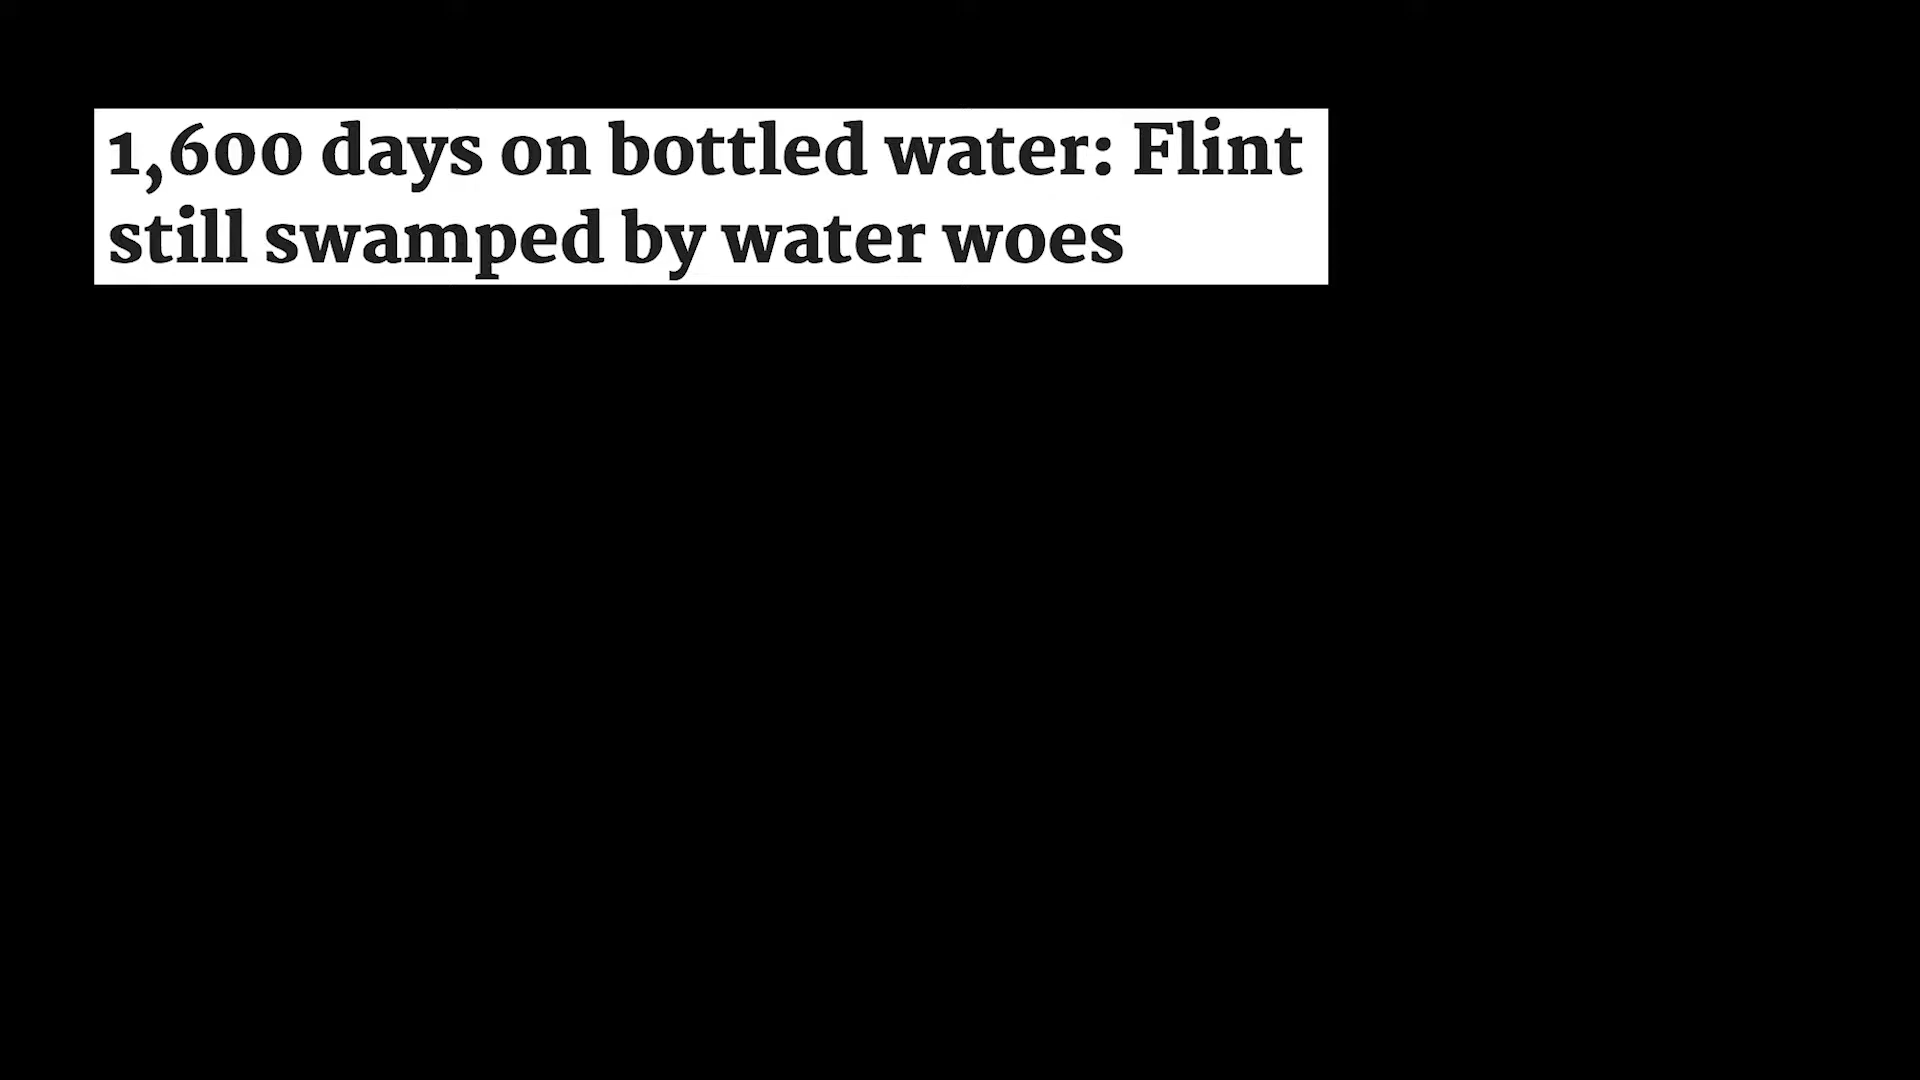 1,600 days on bottled water: Flint
still swamped by water woes